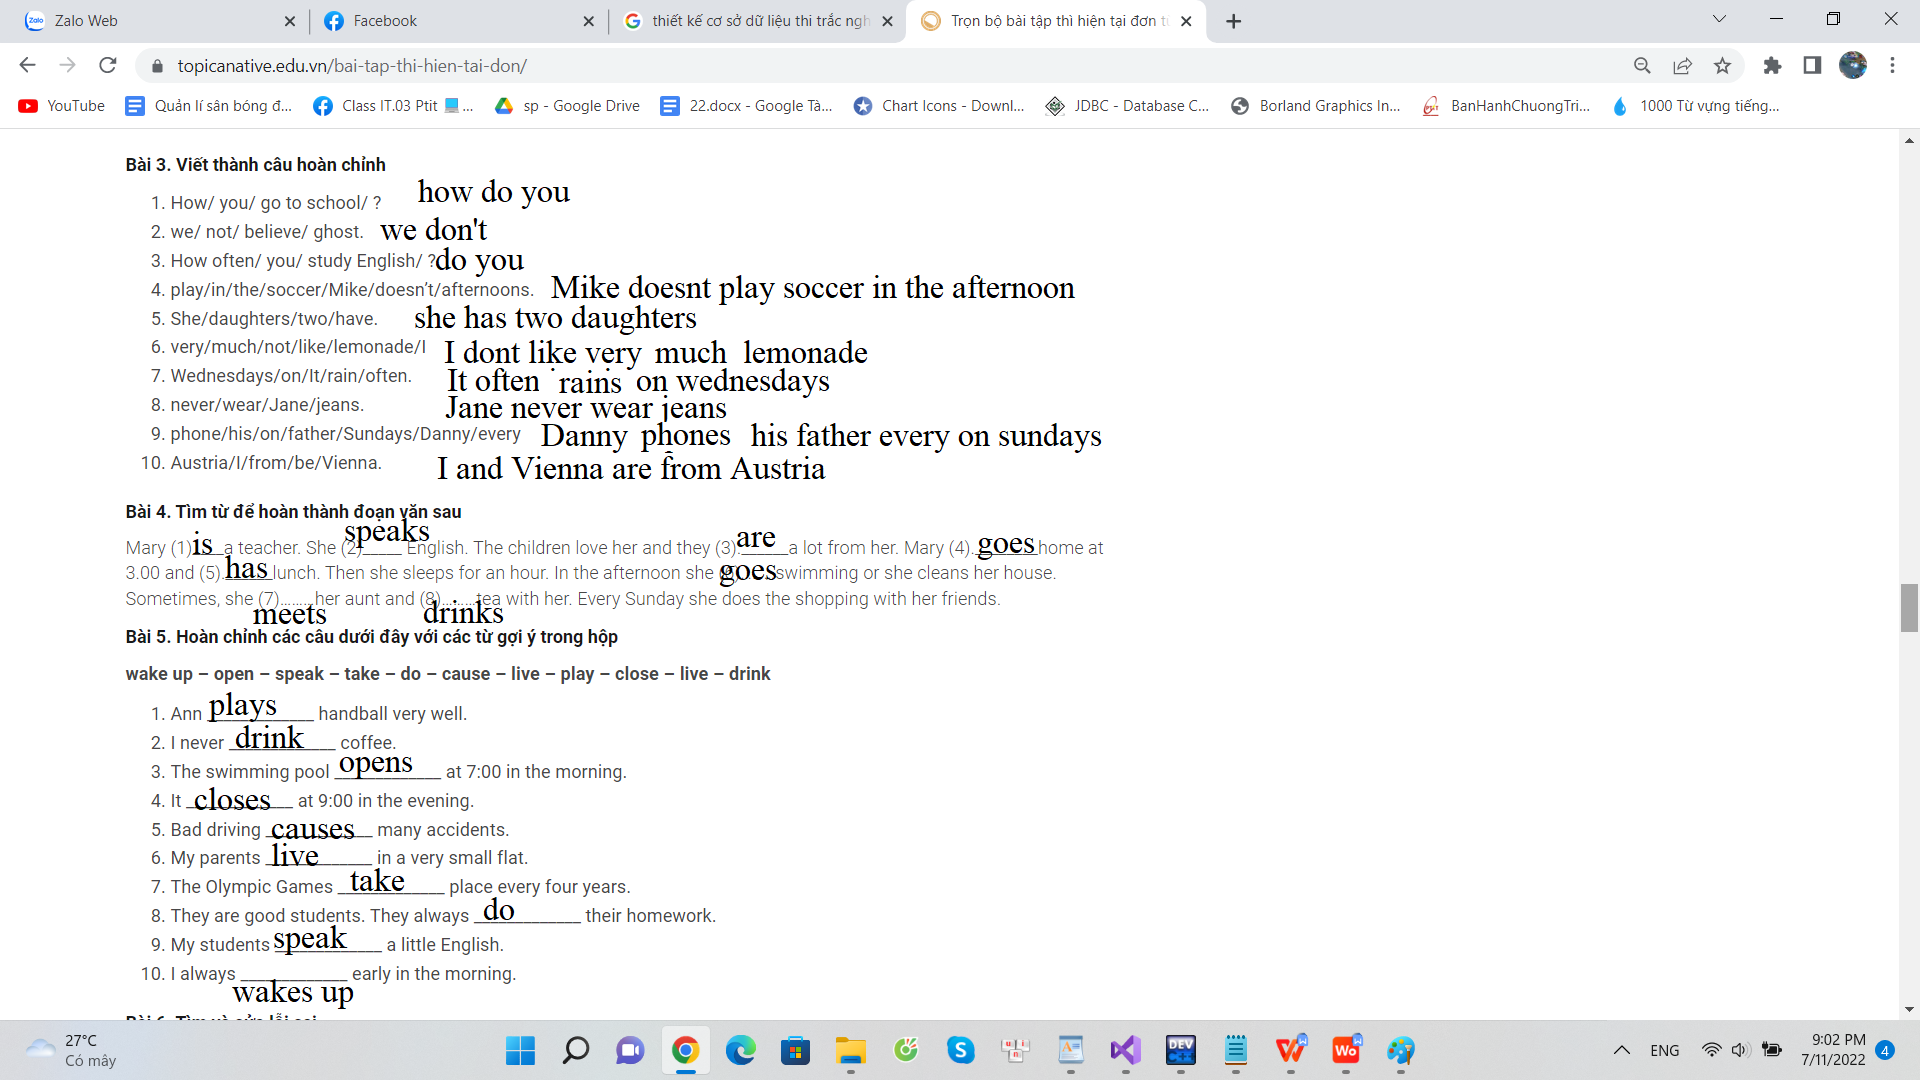 Zalo Web
Facebook
thiết kế cơ sở dữ liệu thi trắc ngh
Trọn bộ bài tập thì hiện tại đơn từ
topicanative.edu.vn/bai-tap-thi-hien-tai-don/
YouTube
Quản lí sân bóng đ...
Class IT.03 Ptit 💻...
sp - Google Drive
22.docx - Google Tà...
Chart Icons - Downl...
JDBC - Database C...
Borland Graphics In...
BanHanhChuongTri...
1000 Từ vựng tiếng...
Bài 3. Viết thành câu hoàn chỉnh
1. How/ you/ go to school/ ? how do you
2. we/ not/ believe/ ghost. we don't
3. How often/ you/ study English/ ? do you
4. play/in/the/soccer/Mike/doesn’t/afternoons. Mike doesnt play soccer in the afternoon
5. She/daughters/two/have. she has two daughters
6. very/much/not/like/lemonade/I I dont like very much lemonade
7. Wednesdays/on/It/rain/often. It often rains on wednesdays
8. never/wear/Jane/jeans. Jane never wear jeans
9. phone/his/on/father/Sundays/Danny/every Danny phones his father every on sundays
10. Austria/I/from/be/Vienna. I and Vienna are from Austria
Bài 4. Tìm từ để hoàn thành đoạn văn sau
Mary (1) is a teacher. She (2) speaks English. The children love her and they (3). are a lot from her. Mary (4). goes home at
3.00 and (5). has lunch. Then she sleeps for an hour. In the afternoon she goes swimming or she cleans her house.
Sometimes, she (7)........her aunt and (8)........tea with her. Every Sunday she does the shopping with her friends.
meets drinks
Bài 5. Hoàn chỉnh các câu dưới đây với các từ gợi ý trong hộp
wake up – open – speak – take – do – cause – live – play – close – live – drink
1. Ann plays handball very well.
2. I never drink coffee.
3. The swimming pool opens at 7:00 in the morning.
4. It closes at 9:00 in the evening.
5. Bad driving causes many accidents.
6. My parents live in a very small flat.
7. The Olympic Games take place every four years.
8. They are good students. They always do their homework.
9. My students speak a little English.
10. I always ____________ early in the morning.
wakes up
27°C
Có mây
ENG
9:02 PM
7/11/2022
4